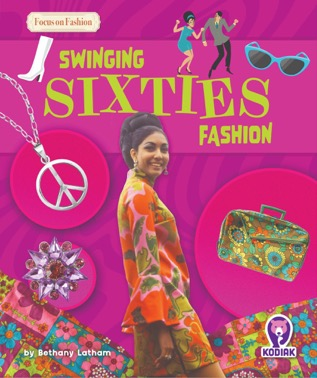 Focus on Fashion
SWINGING
SIXTIES
FASHION
by Bethany Latham
KODIAK